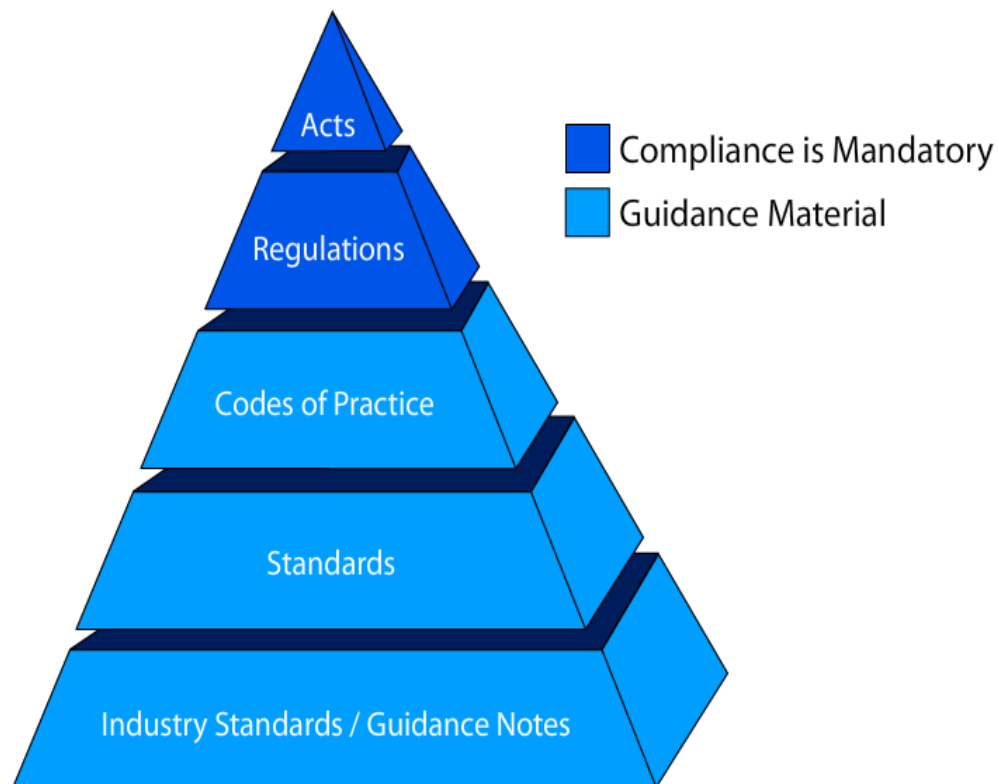 Acts
Compliance is Mandatory
Guidance Material
Regulations
Codes of Practice
Standards
Industry Standards / Guidance Notes